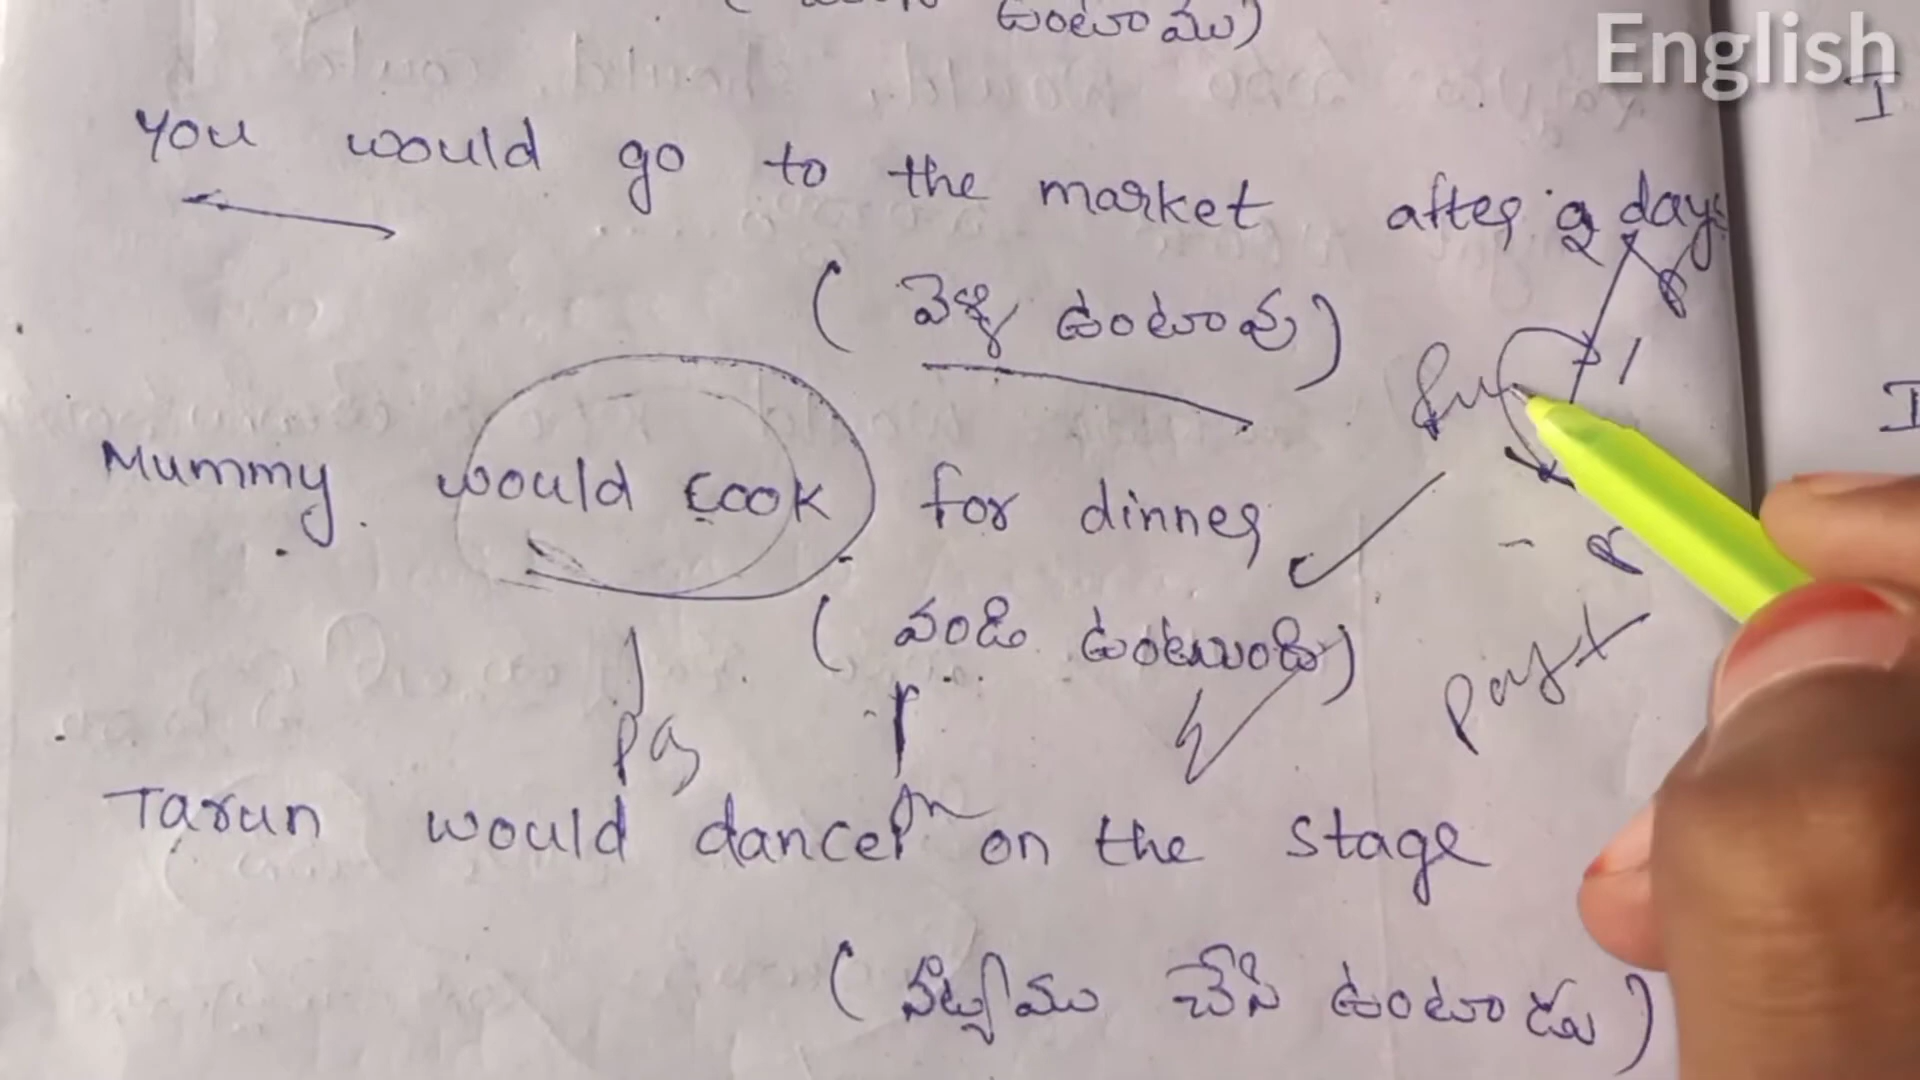 ఉంటాము)
English
I
You would go to the market after 2 days
(వెళ్ళి ఉంటావు)
I
Mummy would cook for dinner
(వండి ఉంటుంది)
past
Tarun would dance on the stage
(నాట్యము చేసి ఉంటాడు)